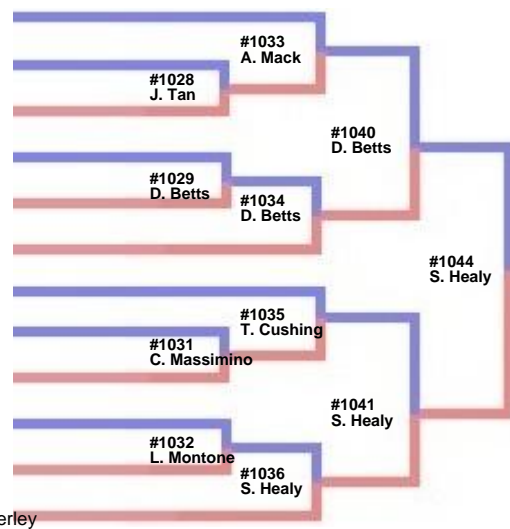 #1033
A. Mack
#1028
J. Tan
#1040
D. Betts
#1029
D. Betts
#1034
D. Betts
#1044
S. Healy
#1035
T. Cushing
#1031
C. Massimino
#1041
S. Healy
#1032
L. Montone
#1036
S. Healy
erley